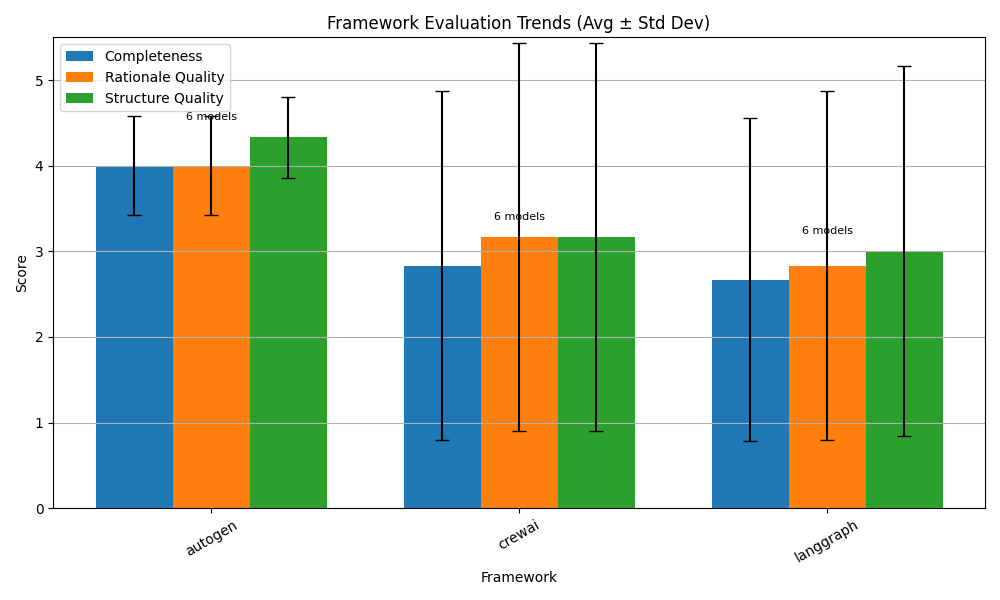 Framework Evaluation Trends (Avg ± Std Dev)
Completeness
Rationale Quality
Structure Quality
Score
5
4
3
2
1
0
6 models
6 models
6 models
autogen
crewai
langgraph
Framework